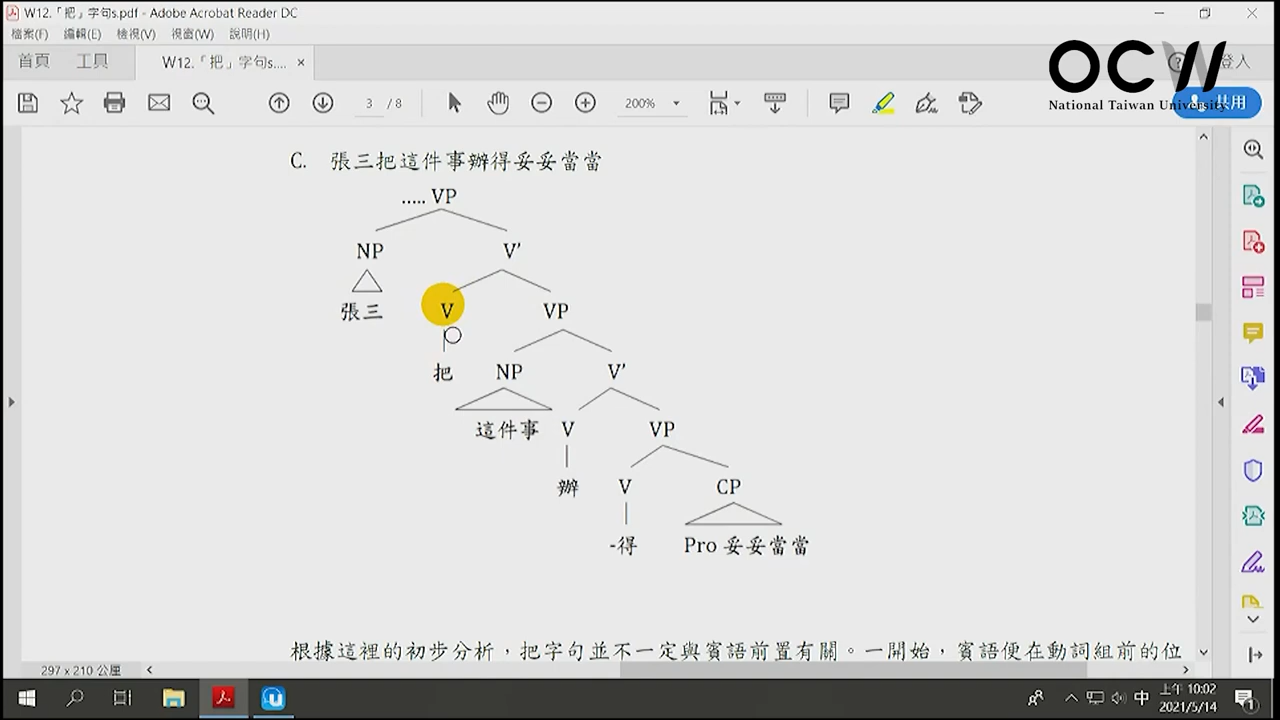 W12.「把」字句s.pdf - Adobe Acrobat Reader DC
檔案(F) 編輯(E) 檢視(V) 視窗(W) 說明(H)
首頁 工具 W12.「把」字句s.... × 登入
OCW
National Taiwan University
3 / 8 200% 共用
C. 張三把這件事辦得妥妥當當
..... VP
NP V’
張三 V VP
把 NP V’
這件事 V VP
辦 V CP
-得 Pro 妥妥當當
根據這裡的初步分析，把字句並不一定與賓語前置有關。一開始，賓語便在動詞組前的位
297 x 210 公厘
中 上午 10:02
2021/5/14
1